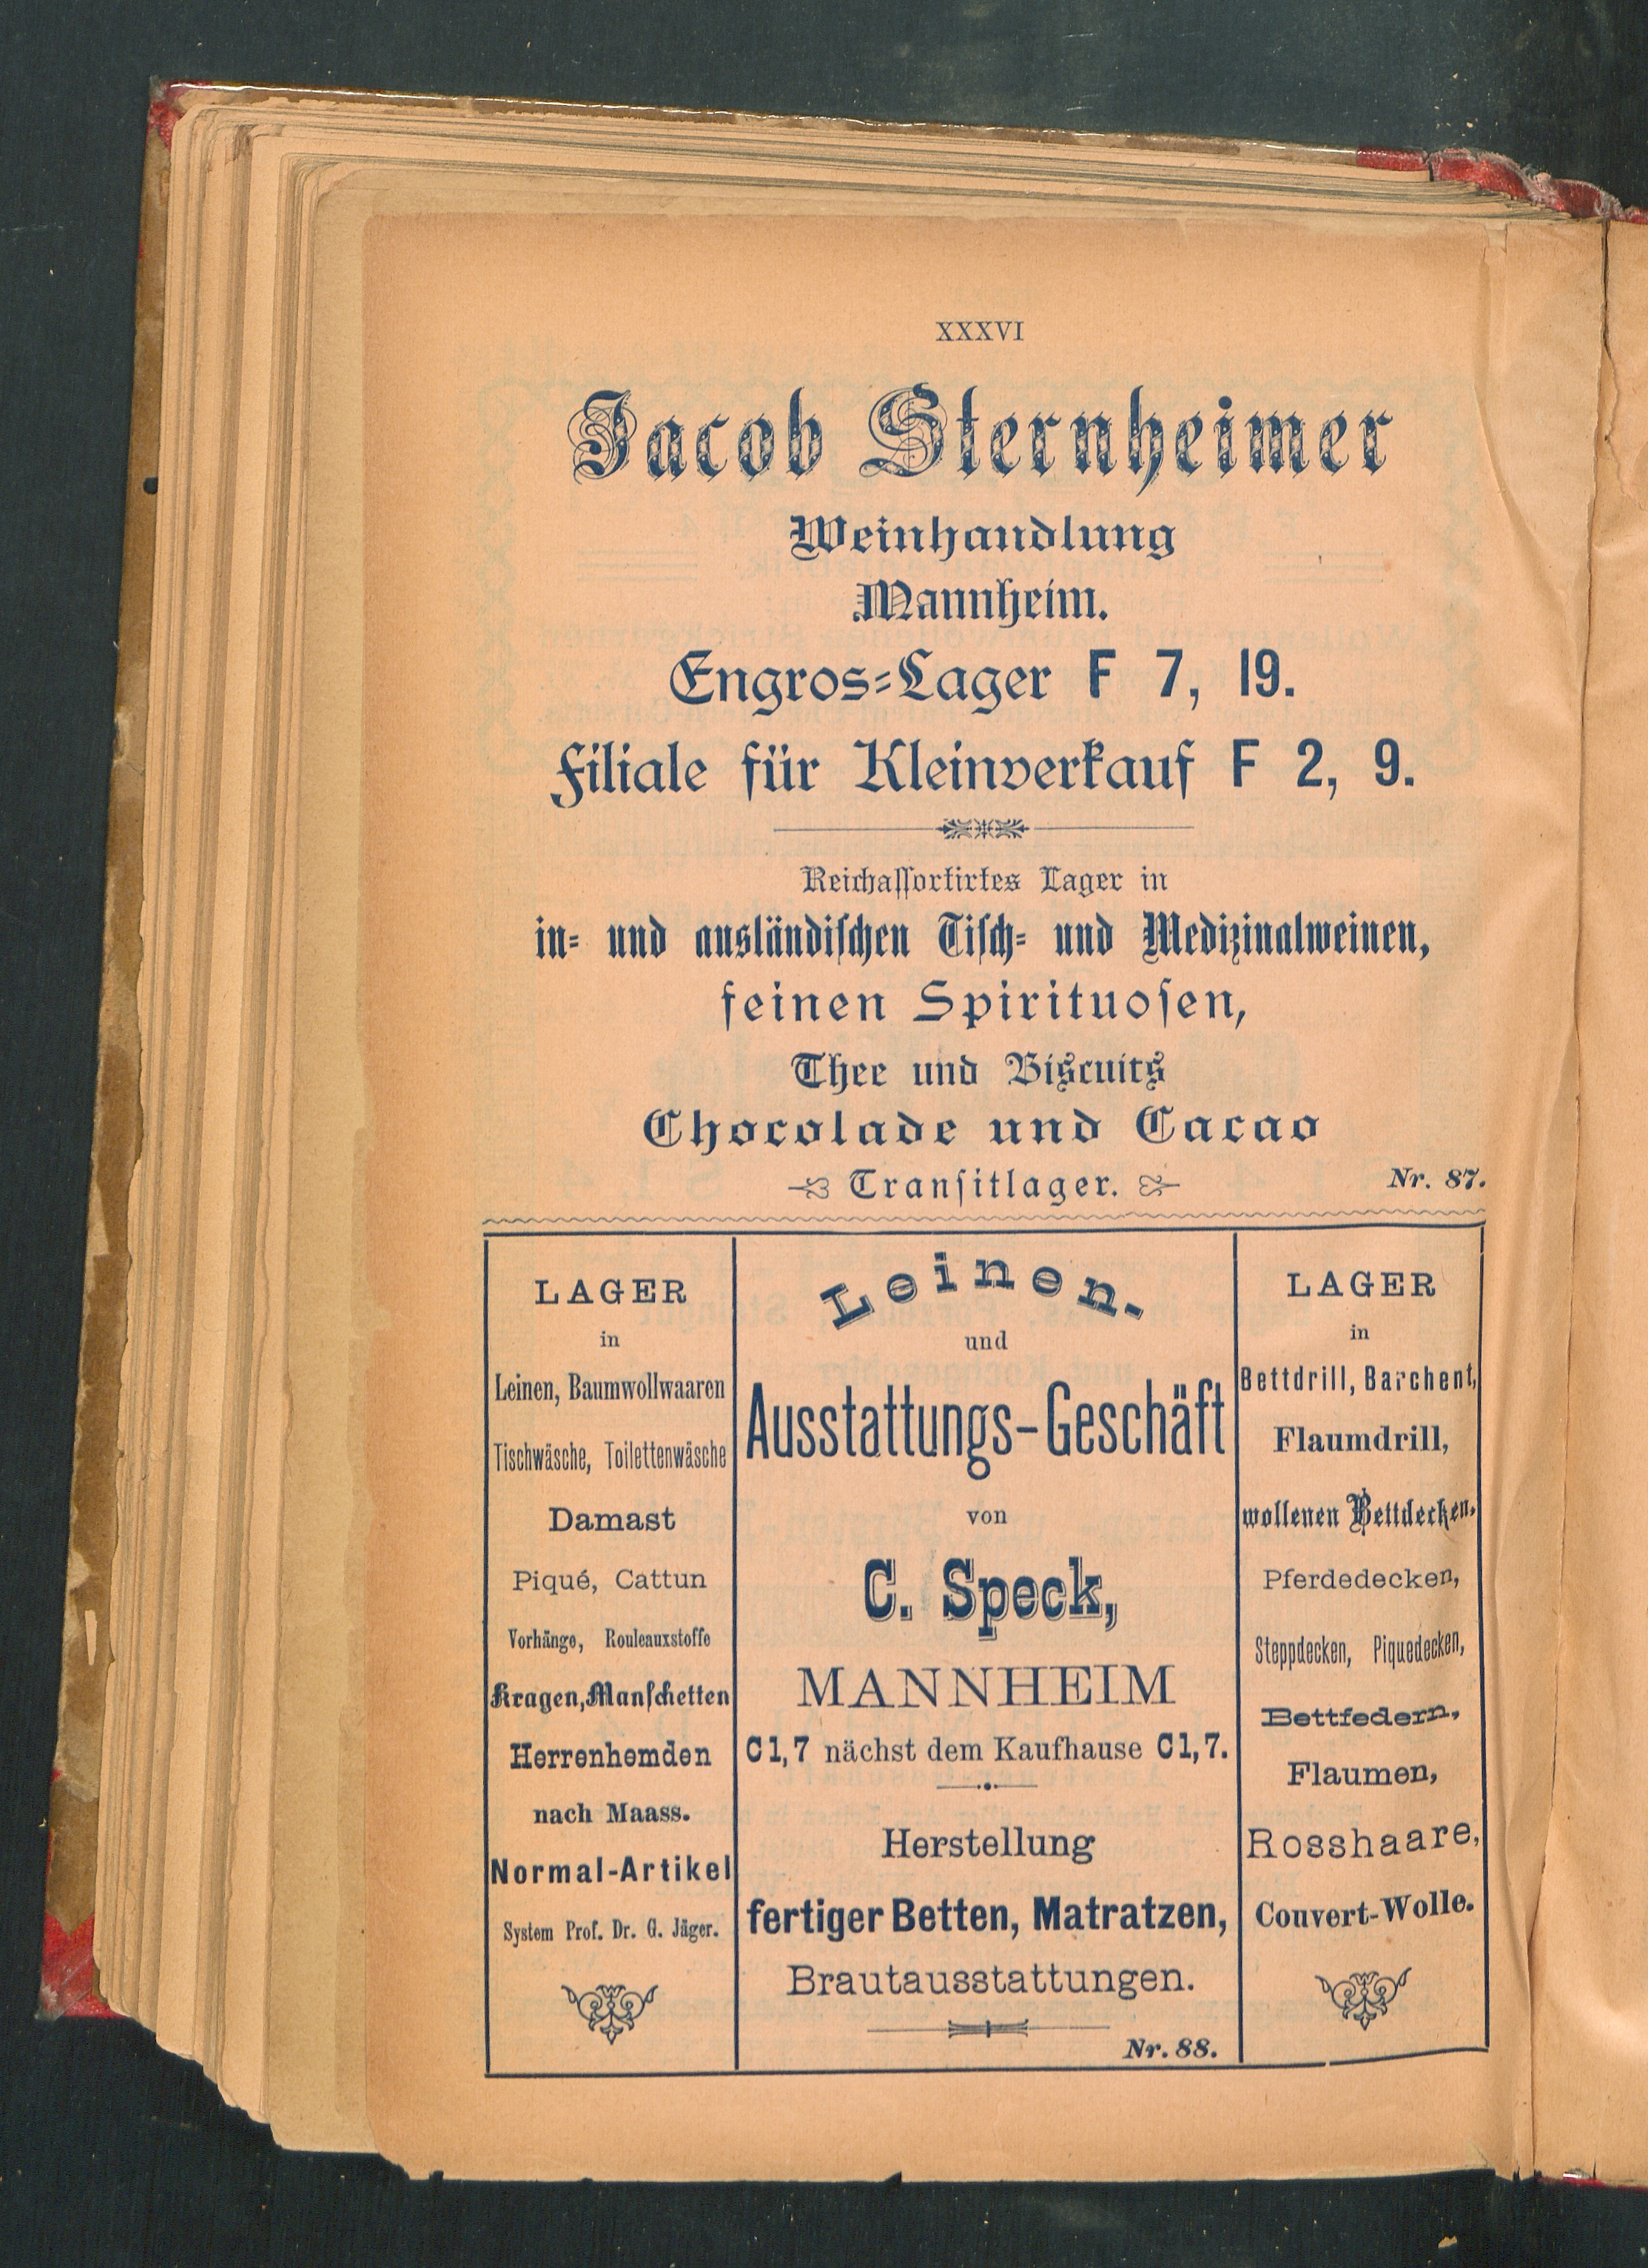 XXXVI
Jacob Sternheimer
Weinhandlung
Mannheim.
Engros=Lager F 7, 19.
Filiale für Kleinverkauf F 2, 9.
Reichassortirtes Lager in
in= und ausländischen Tisch= und Medizinalweinen,
feinen Spirituosen,
Thee und Biscuits
Chocolade und Cacao
Transitlager.
Nr. 87.
LAGER
in
Leinen, Baumwollwaaren
Tischwäsche, Toilettenwäsche
Damast
Piqué, Cattun
Vorhänge, Rouleauxstoffe
Kragen, Manschetten
Herrenhemden
nach Maass.
Normal-Artikel
System Prof. Dr. G. Jäger.
Leinen-
und
Ausstattungs-Geschäft
von
C. Speck,
MANNHEIM
C 1, 7 nächst dem Kaufhause C 1, 7.
Herstellung
fertiger Betten, Matratzen,
Brautausstattungen.
Nr. 88.
LAGER
in
Bettdrill, Barchent,
Flaumdrill,
wollenen Bettdecken,
Pferdedecken,
Steppdecken, Piquedecken,
Bettfedern,
Flaumen,
Rosshaare,
Couvert-Wolle.